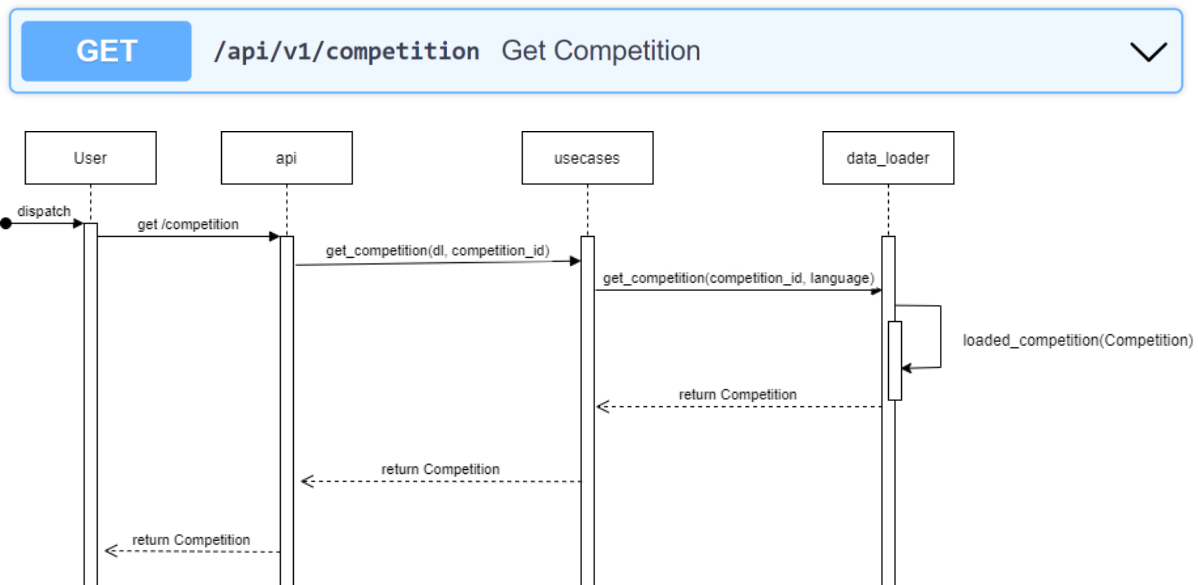 GET /api/v1/competition Get Competition
User api usecases data_loader
dispatch
get /competition
get_competition(dl, competition_id)
get_competition(competition_id, language)
loaded_competition(Competition)
return Competition
return Competition
return Competition